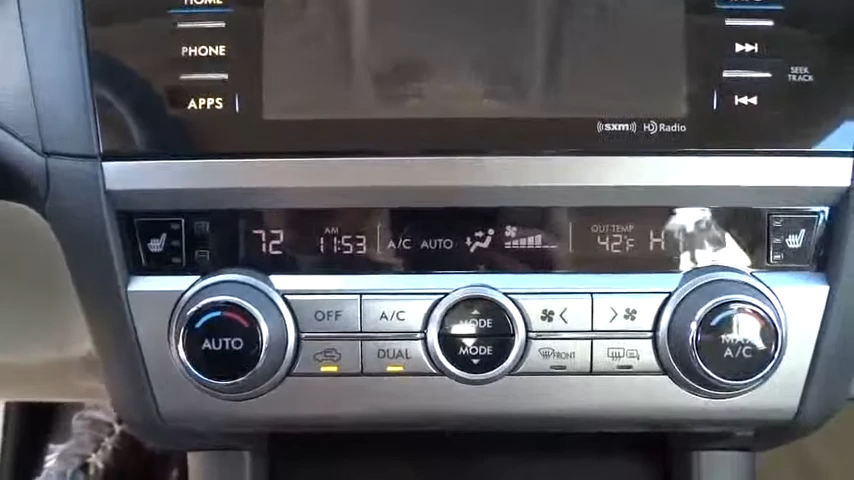 HOME
PHONE
APPS
SEEK
TRACK
sxm HD Radio
72 AM 11:53 A/C AUTO OUT TEMP 42°F H
OFF A/C MODE
AUTO MAX A/C
DUAL MODE FRONT